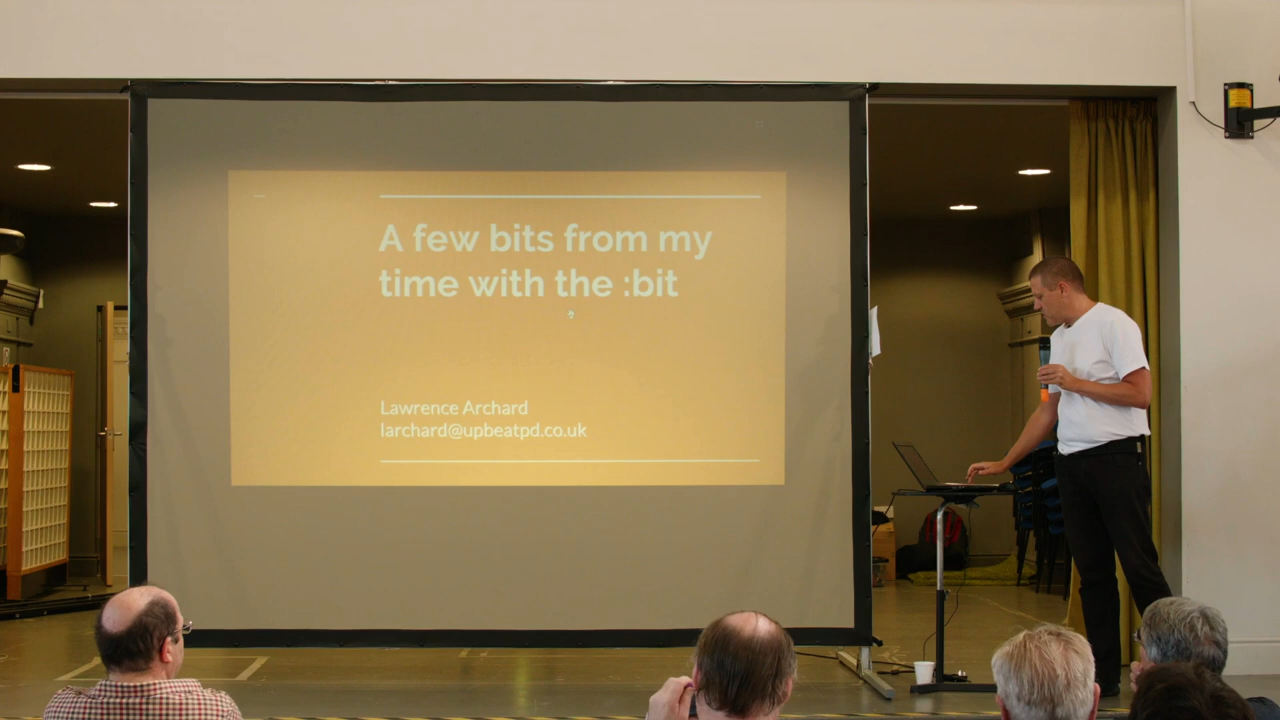 A few bits from my
time with the :bit
Lawrence Archard
larchard@upbeatpd.co.uk